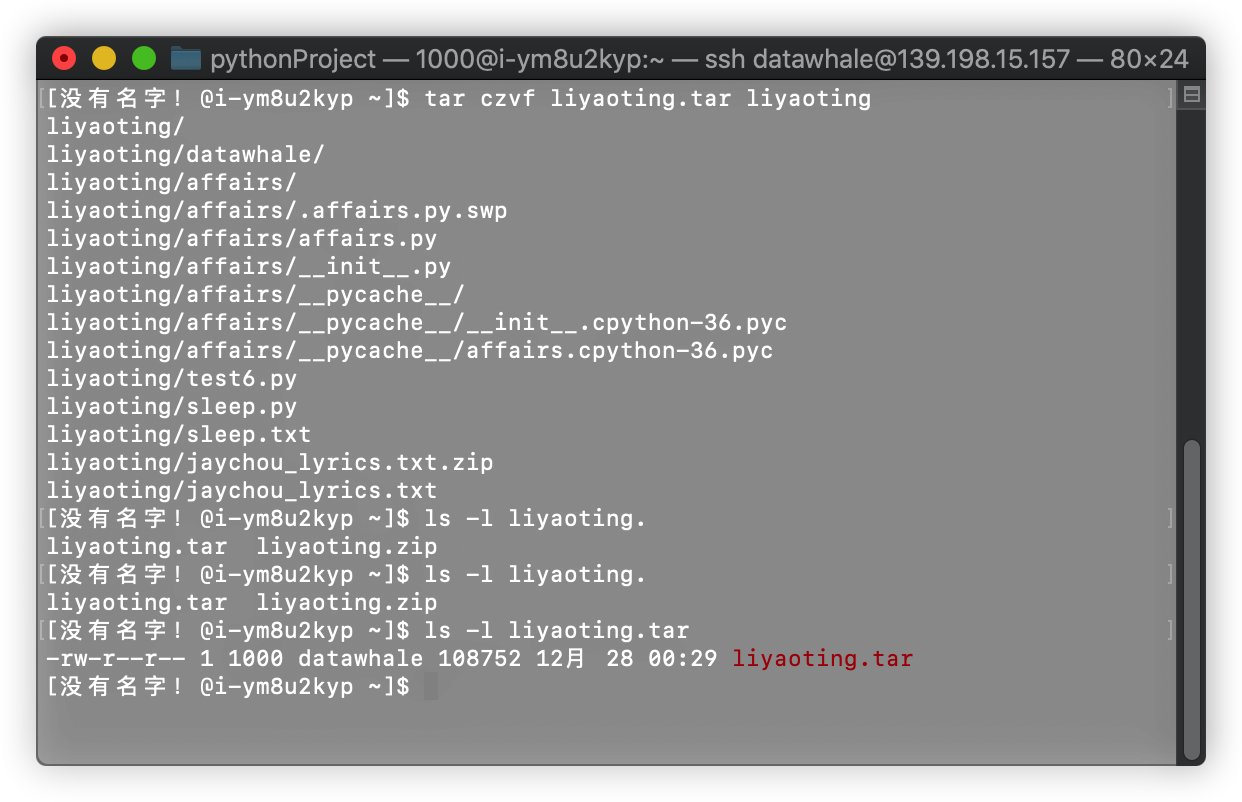 pythonProject — 1000@i-ym8u2kyp:~ — ssh datawhale@139.198.15.157 — 80×24
[[没有名字！@i-ym8u2kyp ~]$ tar czvf liyaoting.tar liyaoting ]
liyaoting/
liyaoting/datawhale/
liyaoting/affairs/
liyaoting/affairs/.affairs.py.swp
liyaoting/affairs/affairs.py
liyaoting/affairs/__init__.py
liyaoting/affairs/__pycache__/
liyaoting/affairs/__pycache__/__init__.cpython-36.pyc
liyaoting/affairs/__pycache__/affairs.cpython-36.pyc
liyaoting/test6.py
liyaoting/sleep.py
liyaoting/sleep.txt
liyaoting/jaychou_lyrics.txt.zip
liyaoting/jaychou_lyrics.txt
[[没有名字！@i-ym8u2kyp ~]$ ls -l liyaoting. ]
liyaoting.tar  liyaoting.zip
[[没有名字！@i-ym8u2kyp ~]$ ls -l liyaoting. ]
liyaoting.tar  liyaoting.zip
[[没有名字！@i-ym8u2kyp ~]$ ls -l liyaoting.tar ]
-rw-r--r-- 1 1000 datawhale 108752 12月  28 00:29 liyaoting.tar
[没有名字！@i-ym8u2kyp ~]$